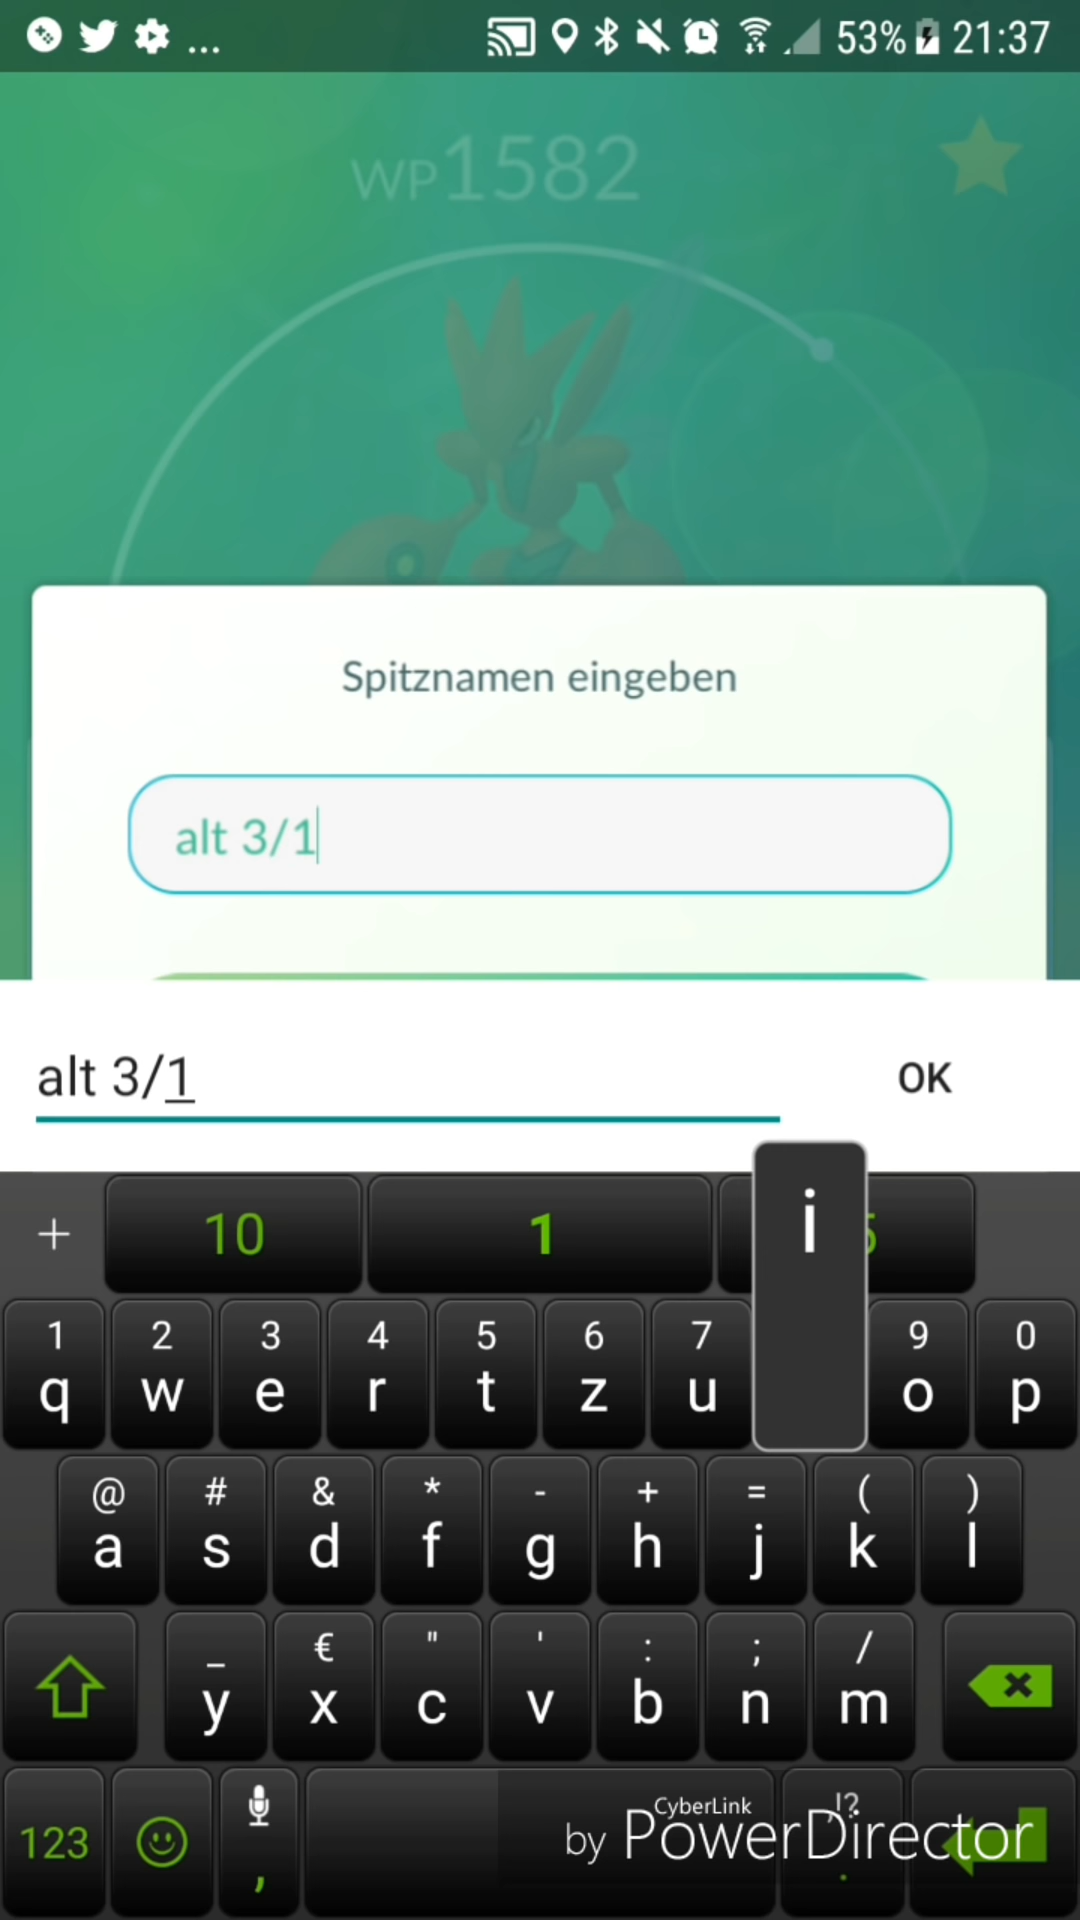 ... 53% 21:37
WP1582
Spitznamen eingeben
alt 3/1
alt 3/1 OK
+ 10 1 5
i
1 2 3 4 5 6 7 9 0
q w e r t z u o p
@ # & * - + = ( )
a s d f g h j k l
_ € " ' : ; /
y x c v b n m
123 , !? .
CyberLink
by PowerDirector